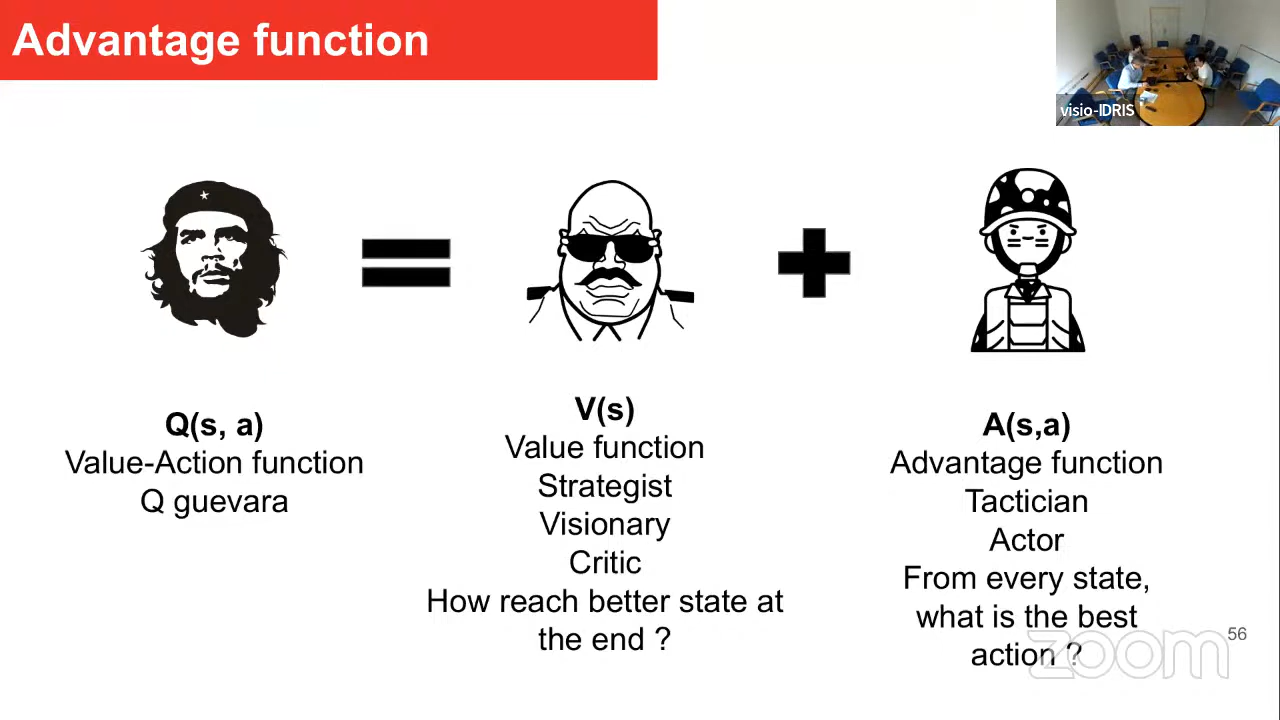 Advantage function
visio-IDRIS
Q(s, a)
Value-Action function
Q guevara
V(s)
Value function
Strategist
Visionary
Critic
How reach better state at
the end ?
A(s,a)
Advantage function
Tactician
Actor
From every state,
what is the best
action ?
56
zoom